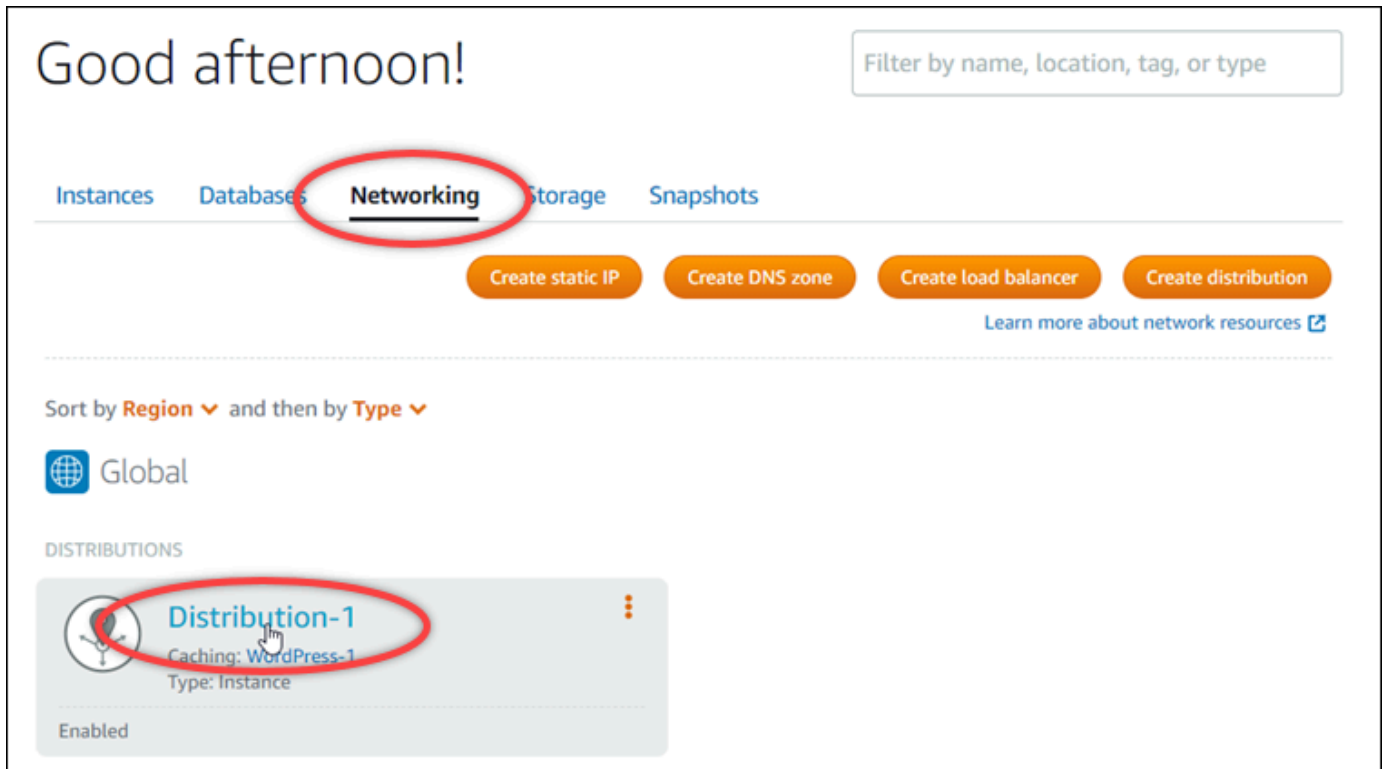 Good afternoon!
Filter by name, location, tag, or type
Instances Databases Networking Storage Snapshots
Create static IP Create DNS zone Create load balancer Create distribution
Learn more about network resources
Sort by Region and then by Type
Global
DISTRIBUTIONS
Distribution-1
Caching: WordPress-1
Type: Instance
Enabled